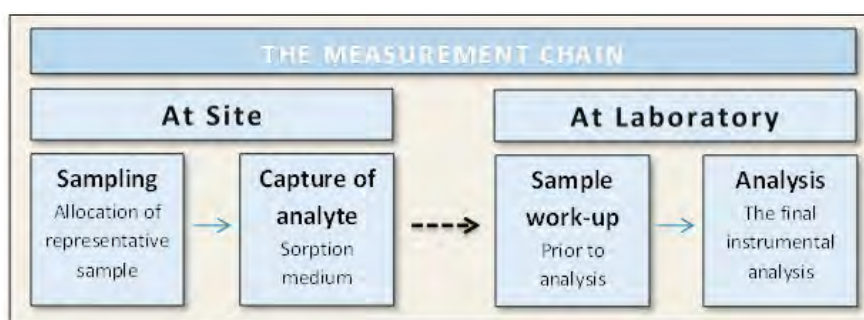 THE MEASUREMENT CHAIN
At Site
At Laboratory
Sampling
Allocation of
representative
sample
Capture of
analyte
Sorption
medium
Sample
work-up
Prior to
analysis
Analysis
The final
instrumental
analysis